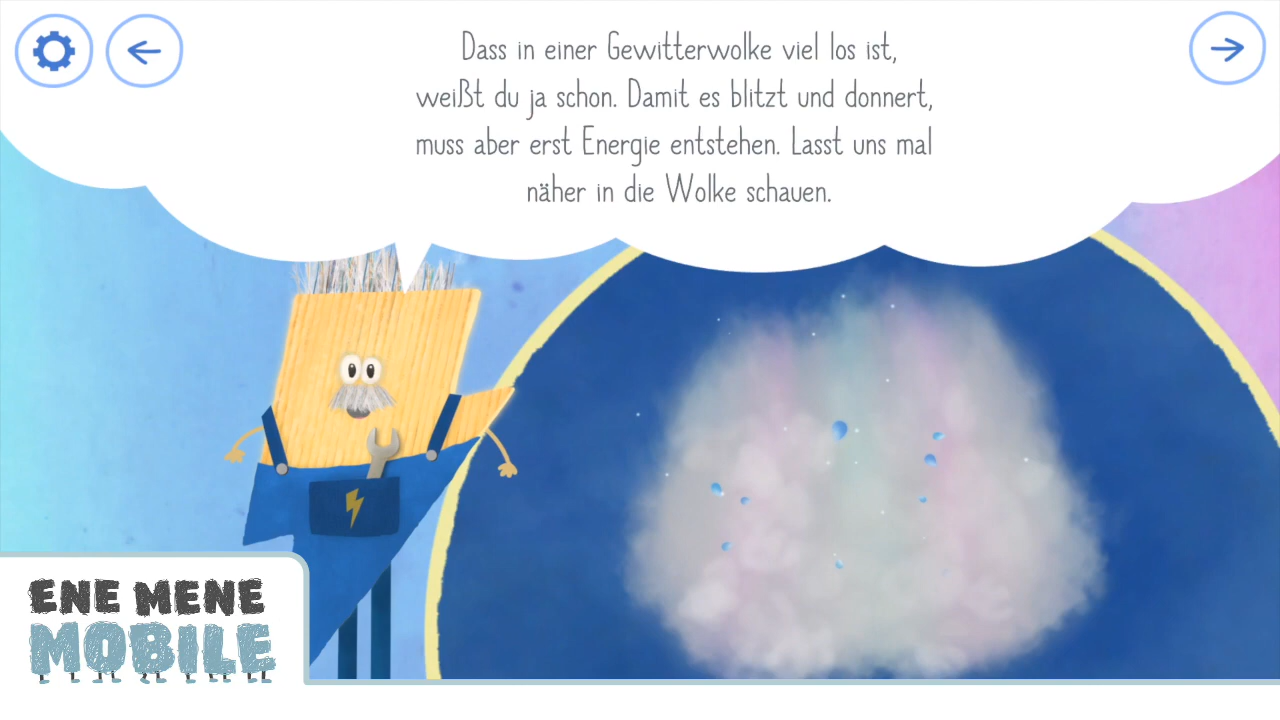 Dass in einer Gewitterwolke viel los ist,
weißt du ja schon. Damit es blitzt und donnert,
muss aber erst Energie entstehen. Lasst uns mal
näher in die Wolke schauen.
ENE MENE
MOBILE